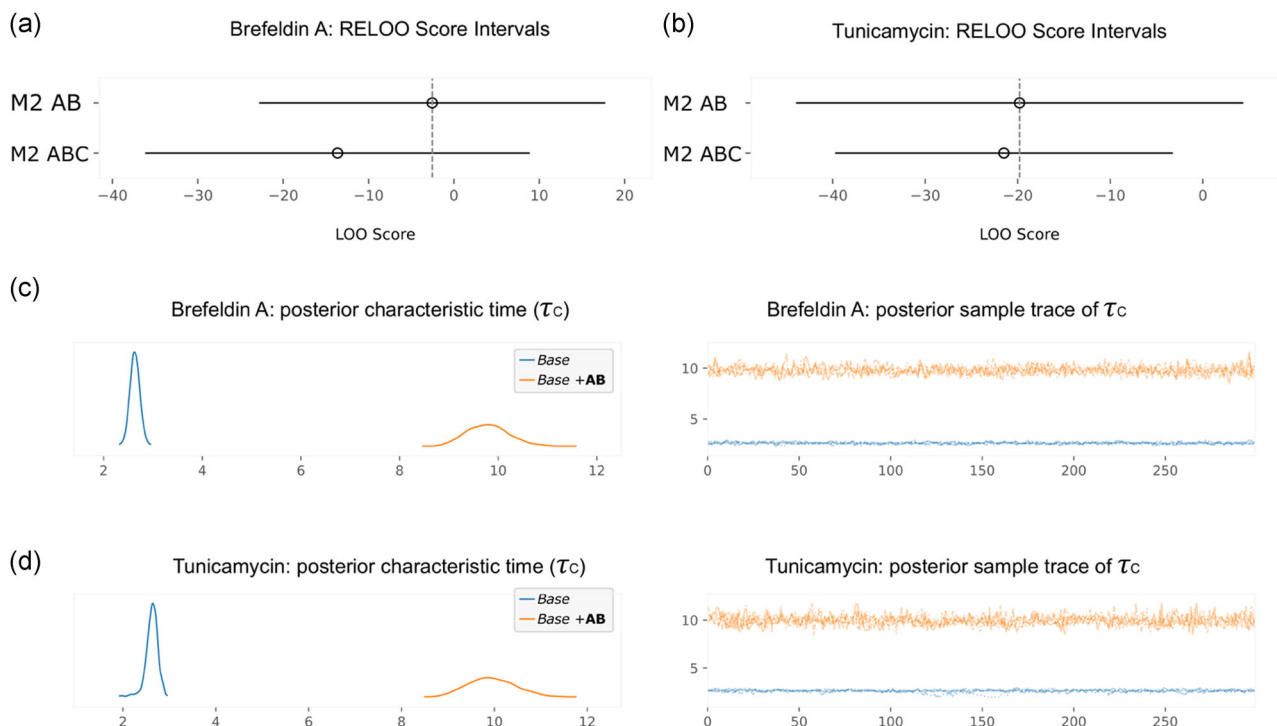 (a)
Brefeldin A: RELOO Score Intervals
M2 AB
M2 ABC
−40 −30 −20 −10 0 10 20
LOO Score
(b)
Tunicamycin: RELOO Score Intervals
M2 AB
M2 ABC
−40 −30 −20 −10 0
LOO Score
(c)
Brefeldin A: posterior characteristic time (τC)
Base
Base +AB
2 4 6 8 10 12
Brefeldin A: posterior sample trace of τC
10
5
0 50 100 150 200 250
(d)
Tunicamycin: posterior characteristic time (τC)
Base
Base +AB
2 4 6 8 10 12
Tunicamycin: posterior sample trace of τC
10
5
0 50 100 150 200 250